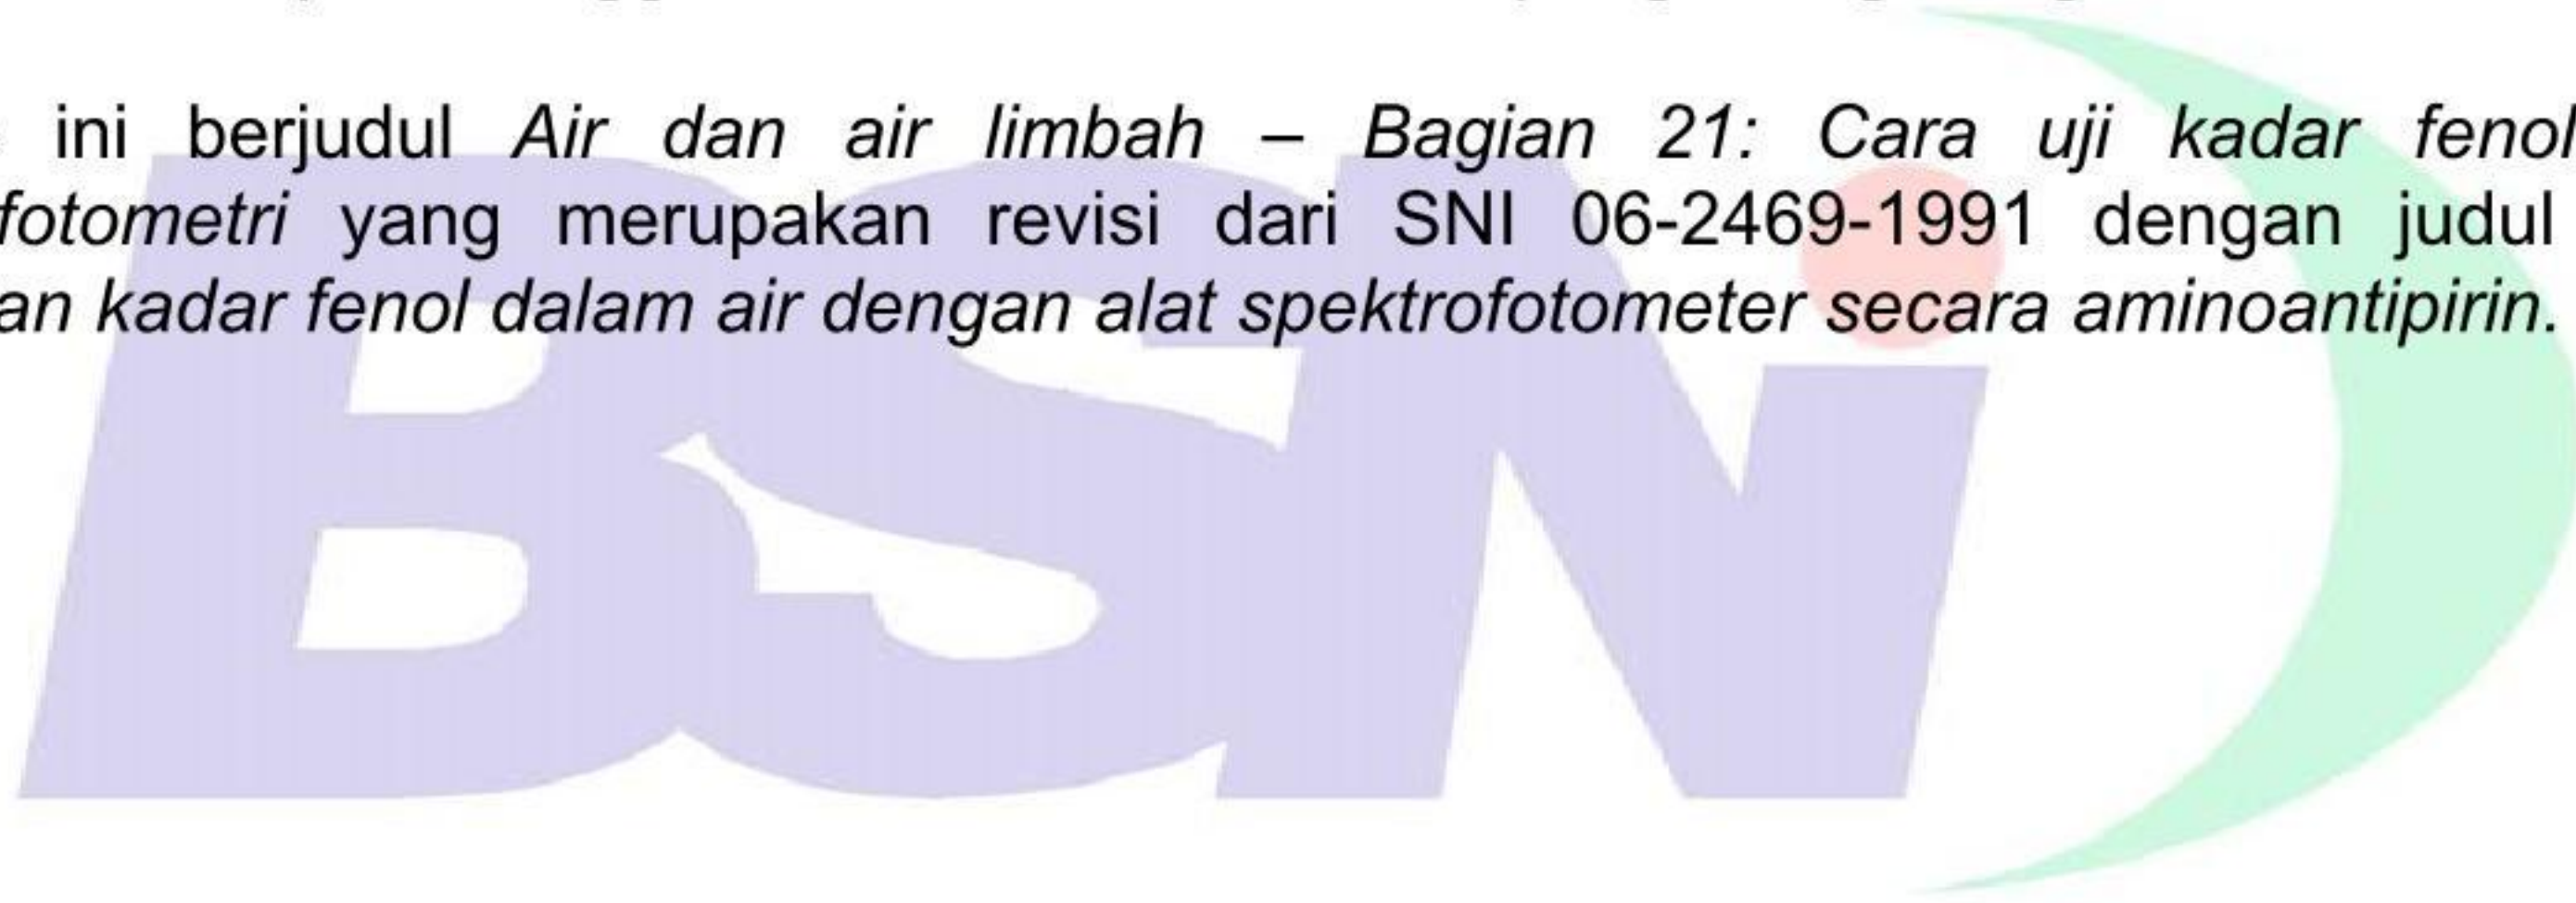 ini berjudul Air dan air limbah – Bagian 21: Cara uji kadar fenol
fotometri yang merupakan revisi dari SNI 06-2469-1991 dengan judul
an kadar fenol dalam air dengan alat spektrofotometer secara aminoantipirin.
BSN